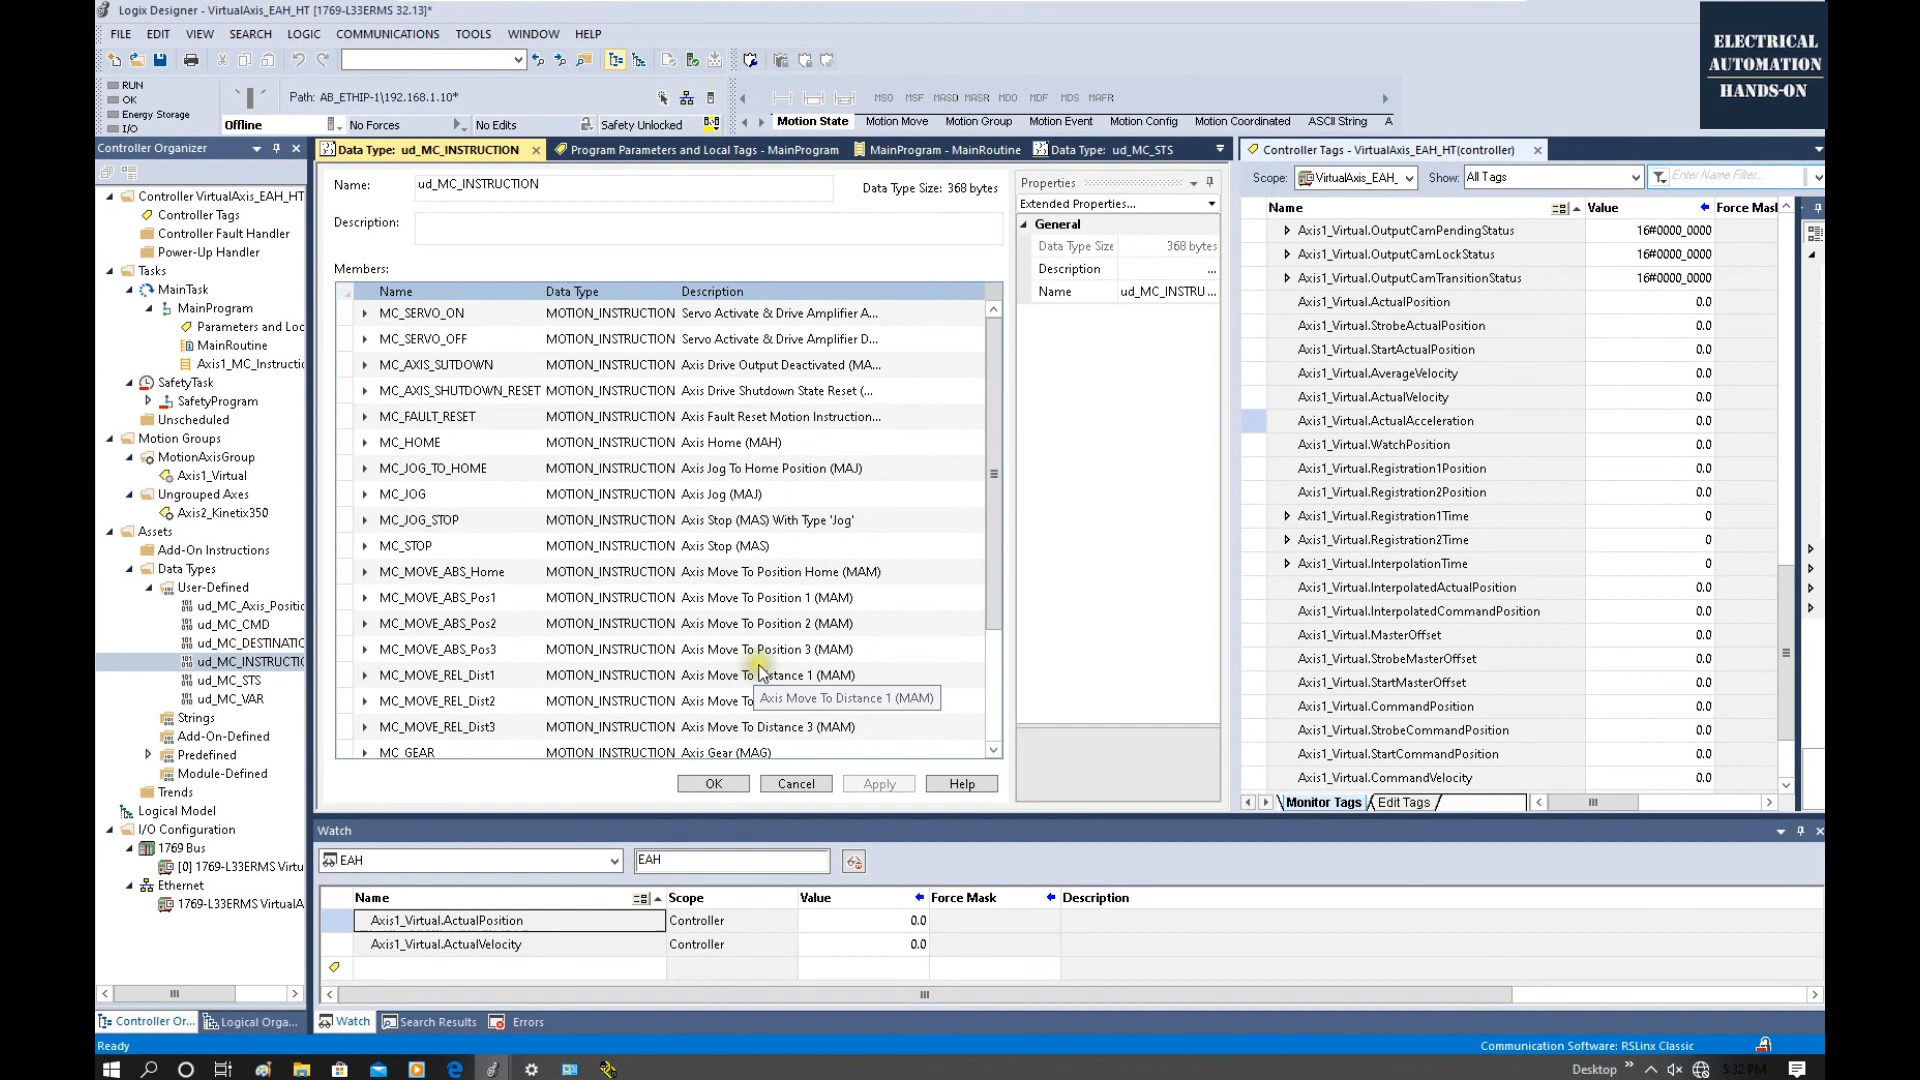 Logix Designer - VirtualAxis_EAH_HT [1769-L33ERMS 32.13]*
ELECTRICAL
AUTOMATION
HANDS-ON
FILE EDIT VIEW SEARCH LOGIC COMMUNICATIONS TOOLS WINDOW HELP
RUN
OK
Energy Storage
I/O
Path: AB_ETHIP-1\192.168.1.10*
MSO MSF MASD MASR MDO MDF MDS MAFR
Offline No Forces No Edits Safety Unlocked
Motion State Motion Move Motion Group Motion Event Motion Config Motion Coordinated ASCII String A
Controller Organizer
Controller VirtualAxis_EAH_HT
Controller Tags
Controller Fault Handler
Power-Up Handler
Tasks
MainTask
MainProgram
Parameters and Loc
MainRoutine
Axis1_MC_Instructi
SafetyTask
SafetyProgram
Unscheduled
Motion Groups
MotionAxisGroup
Axis1_Virtual
Ungrouped Axes
Axis2_Kinetix350
Assets
Add-On Instructions
Data Types
User-Defined
ud_MC_Axis_Positic
ud_MC_CMD
ud_MC_DESTINATIC
ud_MC_INSTRUCTI
ud_MC_STS
ud_MC_VAR
Strings
Add-On-Defined
Predefined
Module-Defined
Trends
Logical Model
I/O Configuration
1769 Bus
[0] 1769-L33ERMS Virtu
Ethernet
1769-L33ERMS VirtualA
Controller Or... Logical Orga...
Data Type: ud_MC_INSTRUCTION Program Parameters and Local Tags - MainProgram MainProgram - MainRoutine Data Type: ud_MC_STS
Name: ud_MC_INSTRUCTION Data Type Size: 368 bytes
Description:
Members:
Name Data Type Description
MC_SERVO_ON MOTION_INSTRUCTION Servo Activate & Drive Amplifier A...
MC_SERVO_OFF MOTION_INSTRUCTION Servo Activate & Drive Amplifier D...
MC_AXIS_SUTDOWN MOTION_INSTRUCTION Axis Drive Output Deactivated (MA...
MC_AXIS_SHUTDOWN_RESET MOTION_INSTRUCTION Axis Drive Shutdown State Reset (...
MC_FAULT_RESET MOTION_INSTRUCTION Axis Fault Reset Motion Instruction...
MC_HOME MOTION_INSTRUCTION Axis Home (MAH)
MC_JOG_TO_HOME MOTION_INSTRUCTION Axis Jog To Home Position (MAJ)
MC_JOG MOTION_INSTRUCTION Axis Jog (MAJ)
MC_JOG_STOP MOTION_INSTRUCTION Axis Stop (MAS) With Type 'Jog'
MC_STOP MOTION_INSTRUCTION Axis Stop (MAS)
MC_MOVE_ABS_Home MOTION_INSTRUCTION Axis Move To Position Home (MAM)
MC_MOVE_ABS_Pos1 MOTION_INSTRUCTION Axis Move To Position 1 (MAM)
MC_MOVE_ABS_Pos2 MOTION_INSTRUCTION Axis Move To Position 2 (MAM)
MC_MOVE_ABS_Pos3 MOTION_INSTRUCTION Axis Move To Position 3 (MAM)
MC_MOVE_REL_Dist1 MOTION_INSTRUCTION Axis Move To Distance 1 (MAM)
MC_MOVE_REL_Dist2 MOTION_INSTRUCTION Axis Move To
Axis Move To Distance 1 (MAM)
MC_MOVE_REL_Dist3 MOTION_INSTRUCTION Axis Move To Distance 3 (MAM)
MC_GEAR MOTION_INSTRUCTION Axis Gear (MAG)
OK Cancel Apply Help
Properties
Extended Properties...
General
Data Type Size 368 bytes
Description ...
Name ud_MC_INSTRU ...
Controller Tags - VirtualAxis_EAH_HT(controller)
Scope: VirtualAxis_EAH_ Show: All Tags Enter Name Filter...
Name Value Force Mask
Axis1_Virtual.OutputCamPendingStatus 16#0000_0000
Axis1_Virtual.OutputCamLockStatus 16#0000_0000
Axis1_Virtual.OutputCamTransitionStatus 16#0000_0000
Axis1_Virtual.ActualPosition 0.0
Axis1_Virtual.StrobeActualPosition 0.0
Axis1_Virtual.StartActualPosition 0.0
Axis1_Virtual.AverageVelocity 0.0
Axis1_Virtual.ActualVelocity 0.0
Axis1_Virtual.ActualAcceleration 0.0
Axis1_Virtual.WatchPosition 0.0
Axis1_Virtual.Registration1Position 0.0
Axis1_Virtual.Registration2Position 0.0
Axis1_Virtual.Registration1Time 0
Axis1_Virtual.Registration2Time 0
Axis1_Virtual.InterpolationTime 0
Axis1_Virtual.InterpolatedActualPosition 0.0
Axis1_Virtual.InterpolatedCommandPosition 0.0
Axis1_Virtual.MasterOffset 0.0
Axis1_Virtual.StrobeMasterOffset 0.0
Axis1_Virtual.StartMasterOffset 0.0
Axis1_Virtual.CommandPosition 0.0
Axis1_Virtual.StrobeCommandPosition 0.0
Axis1_Virtual.StartCommandPosition 0.0
Axis1_Virtual.CommandVelocity 0.0
Monitor Tags Edit Tags
Watch
EAH EAH
Name Scope Value Force Mask Description
Axis1_Virtual.ActualPosition Controller 0.0
Axis1_Virtual.ActualVelocity Controller 0.0
Watch Search Results Errors
Ready Communication Software: RSLinx Classic
Desktop 5:32 PM